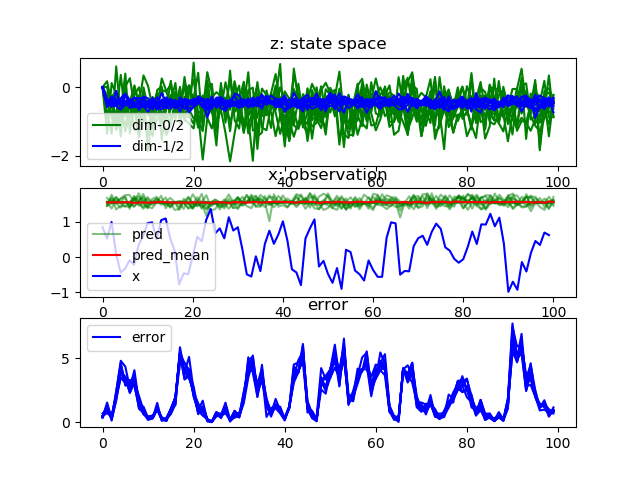 z: state space
0
−2
dim-0/2
dim-1/2
0
20
40
60
80
100
x: observation
1
0
−1
pred
pred_mean
x
0
20
40
60
80
100
error
5
0
error
0
20
40
60
80
100